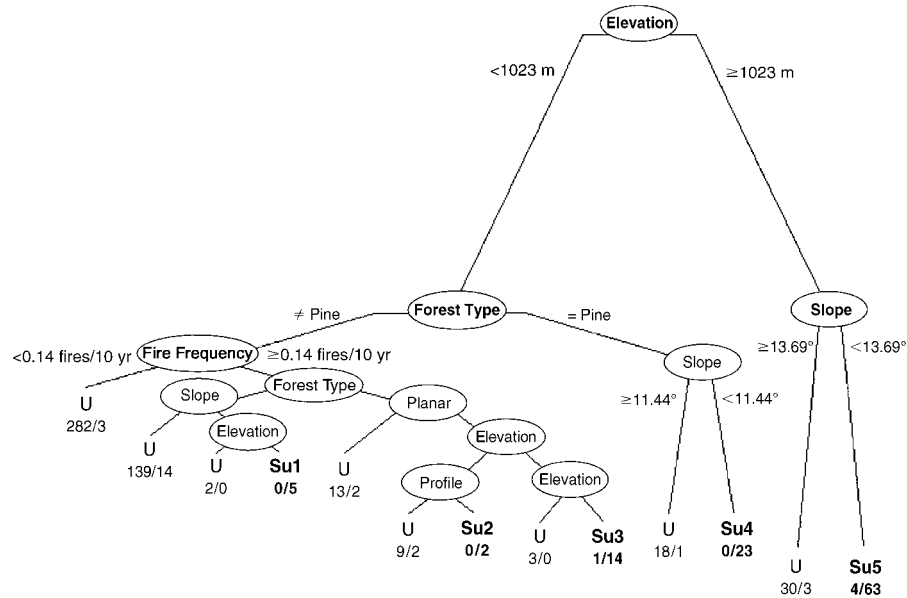 Elevation
<1023 m
≥1023 m
≠ Pine
Forest Type
= Pine
Slope
<0.14 fires/10 yr
Fire Frequency
≥0.14 fires/10 yr
≥13.69°
<13.69°
Slope
Forest Type
Slope
Planar
≥11.44°
<11.44°
U
282/3
Elevation
Elevation
U
139/14
U
2/0
Su1
0/5
U
13/2
Profile
Elevation
U
9/2
Su2
0/2
U
3/0
Su3
1/14
U
18/1
Su4
0/23
U
30/3
Su5
4/63